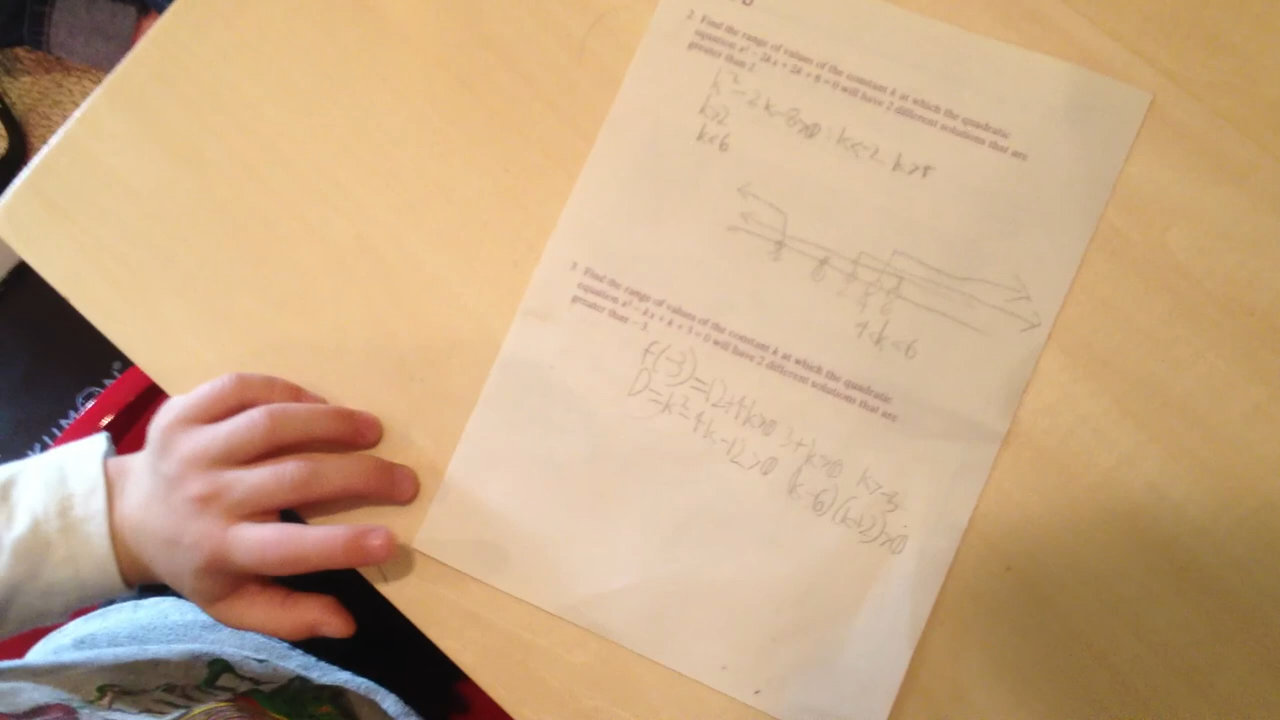 2. Find the range of values of the constant k at which the quadratic
equation x² − 2kx + 2k + 8 = 0 will have 2 different solutions that are
greater than 2.
k² − 2k − 8 > 0 : k < −2 k > 4
k > 2
k < 6
4 < k < 6
3 Find the range of values of the constant k at which the quadratic
equation x² − kx + k + 3 = 0 will have 2 different solutions that are
greater than −3.
f(−3) = 12 + 4k > 0 3 + k > 0 k > −3
D = k² − 4k − 12 > 0 (k − 6)(k + 2) > 0
KUMON